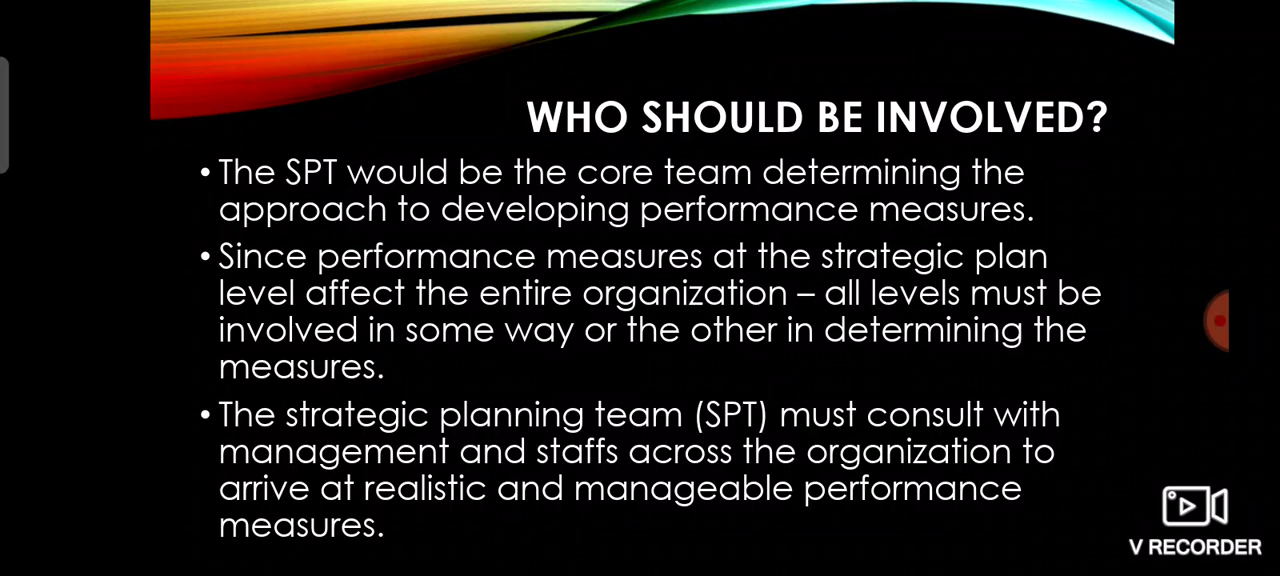 WHO SHOULD BE INVOLVED?
• The SPT would be the core team determining the
approach to developing performance measures.
• Since performance measures at the strategic plan
level affect the entire organization – all levels must be
involved in some way or the other in determining the
measures.
• The strategic planning team (SPT) must consult with
management and staffs across the organization to
arrive at realistic and manageable performance
measures.
V RECORDER